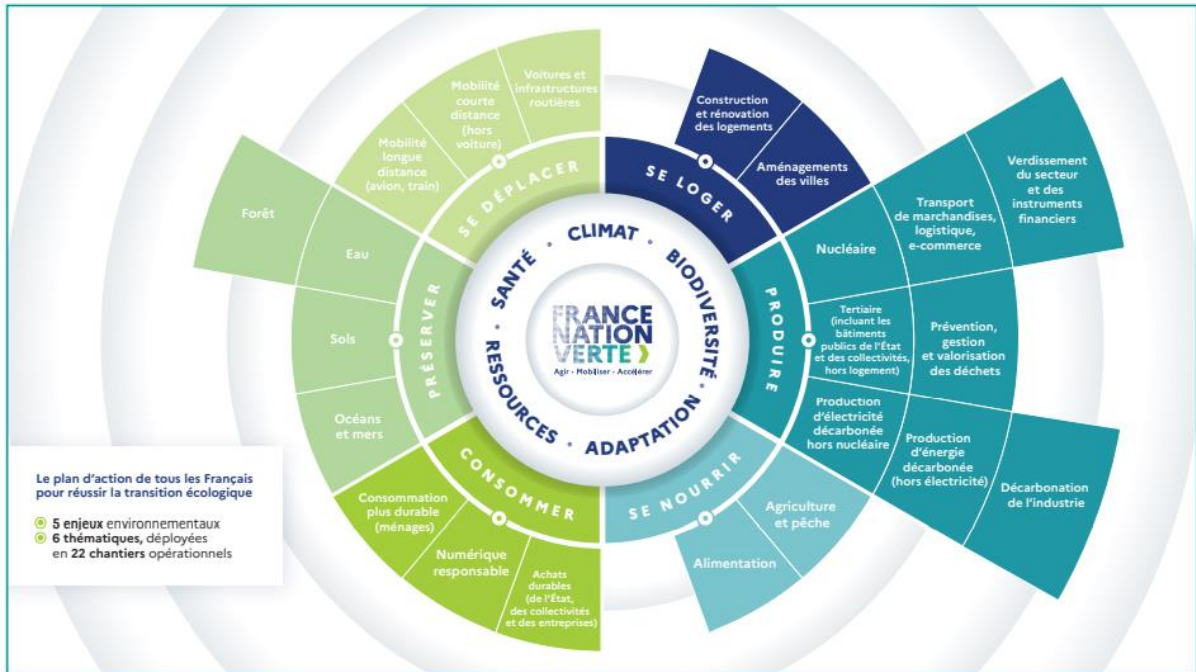 Voitures et
infrastructures
routières
Mobilité
courte
distance
(hors
voiture)
Mobilité
longue
distance
(avion, train)
SE DÉPLACER
Construction
et rénovation
des logements
Aménagements
des villes
SE LOGER
Verdissement
du secteur
et des
instruments
financiers
Transport
de marchandises,
logistique,
e-commerce
Nucléaire
Tertiaire
(incluant les
bâtiments
publics de l'État
et des collectivités,
hors logement)
Prévention,
gestion
et valorisation
des déchets
Production
d'électricité
décarbonée
hors nucléaire
Production
d'énergie
décarbonée
(hors électricité)
Décarbonation
de l'industrie
PRODUIRE
Forêt
Eau
Sols
Océans
et mers
PRÉSERVER
SANTÉ • CLIMAT • BIODIVERSITÉ • ADAPTATION • RESSOURCES •
FRANCE
NATION
VERTE
Agir • Mobiliser • Accélérer
CONSOMMER
Consommation
plus durable
(ménages)
Numérique
responsable
Achats
durables
(de l'État,
des collectivités
et des entreprises)
SE NOURRIR
Agriculture
et pêche
Alimentation
Le plan d'action de tous les Français
pour réussir la transition écologique
5 enjeux environnementaux
6 thématiques, déployées
en 22 chantiers opérationnels